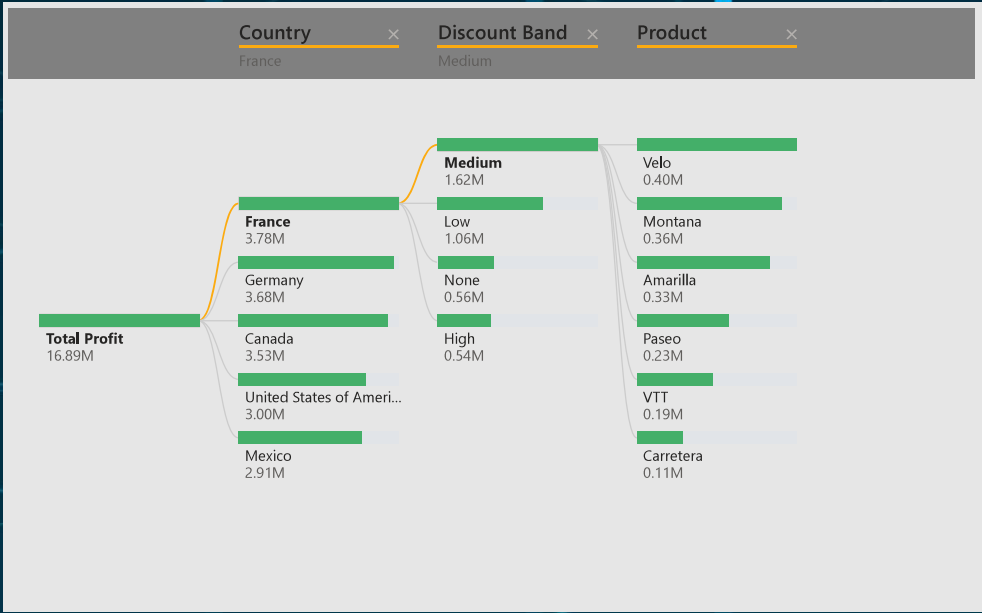 Country × Discount Band × Product ×
France Medium
Medium
1.62M
Velo
0.40M
France
3.78M
Low
1.06M
Montana
0.36M
Germany
3.68M
None
0.56M
Amarilla
0.33M
Total Profit
16.89M
Canada
3.53M
High
0.54M
Paseo
0.23M
United States of Ameri...
3.00M
VTT
0.19M
Mexico
2.91M
Carretera
0.11M